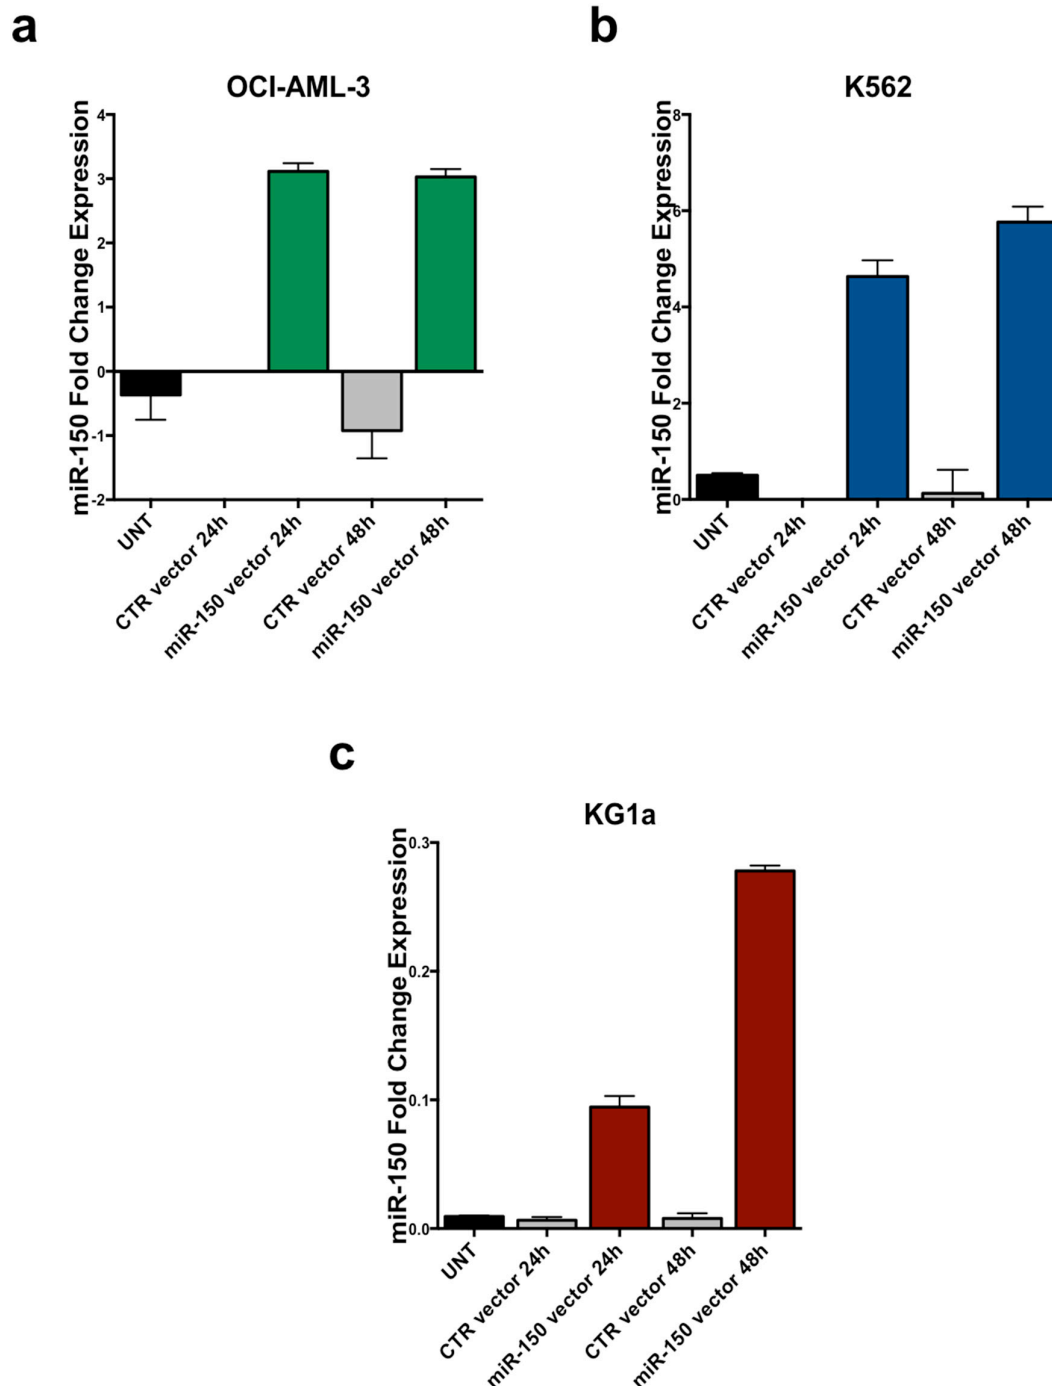 a
OCI-AML-3
miR-150 Fold Change Expression
4
3
2
1
0
-1
-2
UNT
CTR vector 24h
miR-150 vector 24h
CTR vector 48h
miR-150 vector 48h
b
K562
miR-150 Fold Change Expression
8
6
4
2
0
UNT
CTR vector 24h
miR-150 vector 24h
CTR vector 48h
miR-150 vector 48h
c
KG1a
miR-150 Fold Change Expression
0.3
0.2
0.1
0.0
UNT
CTR vector 24h
miR-150 vector 24h
CTR vector 48h
miR-150 vector 48h